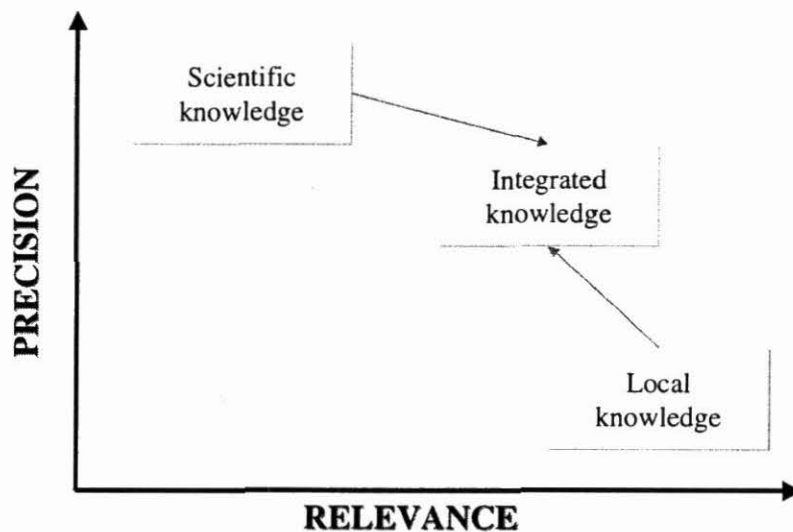 Scientific
knowledge
Integrated
knowledge
Local
knowledge
PRECISION
RELEVANCE